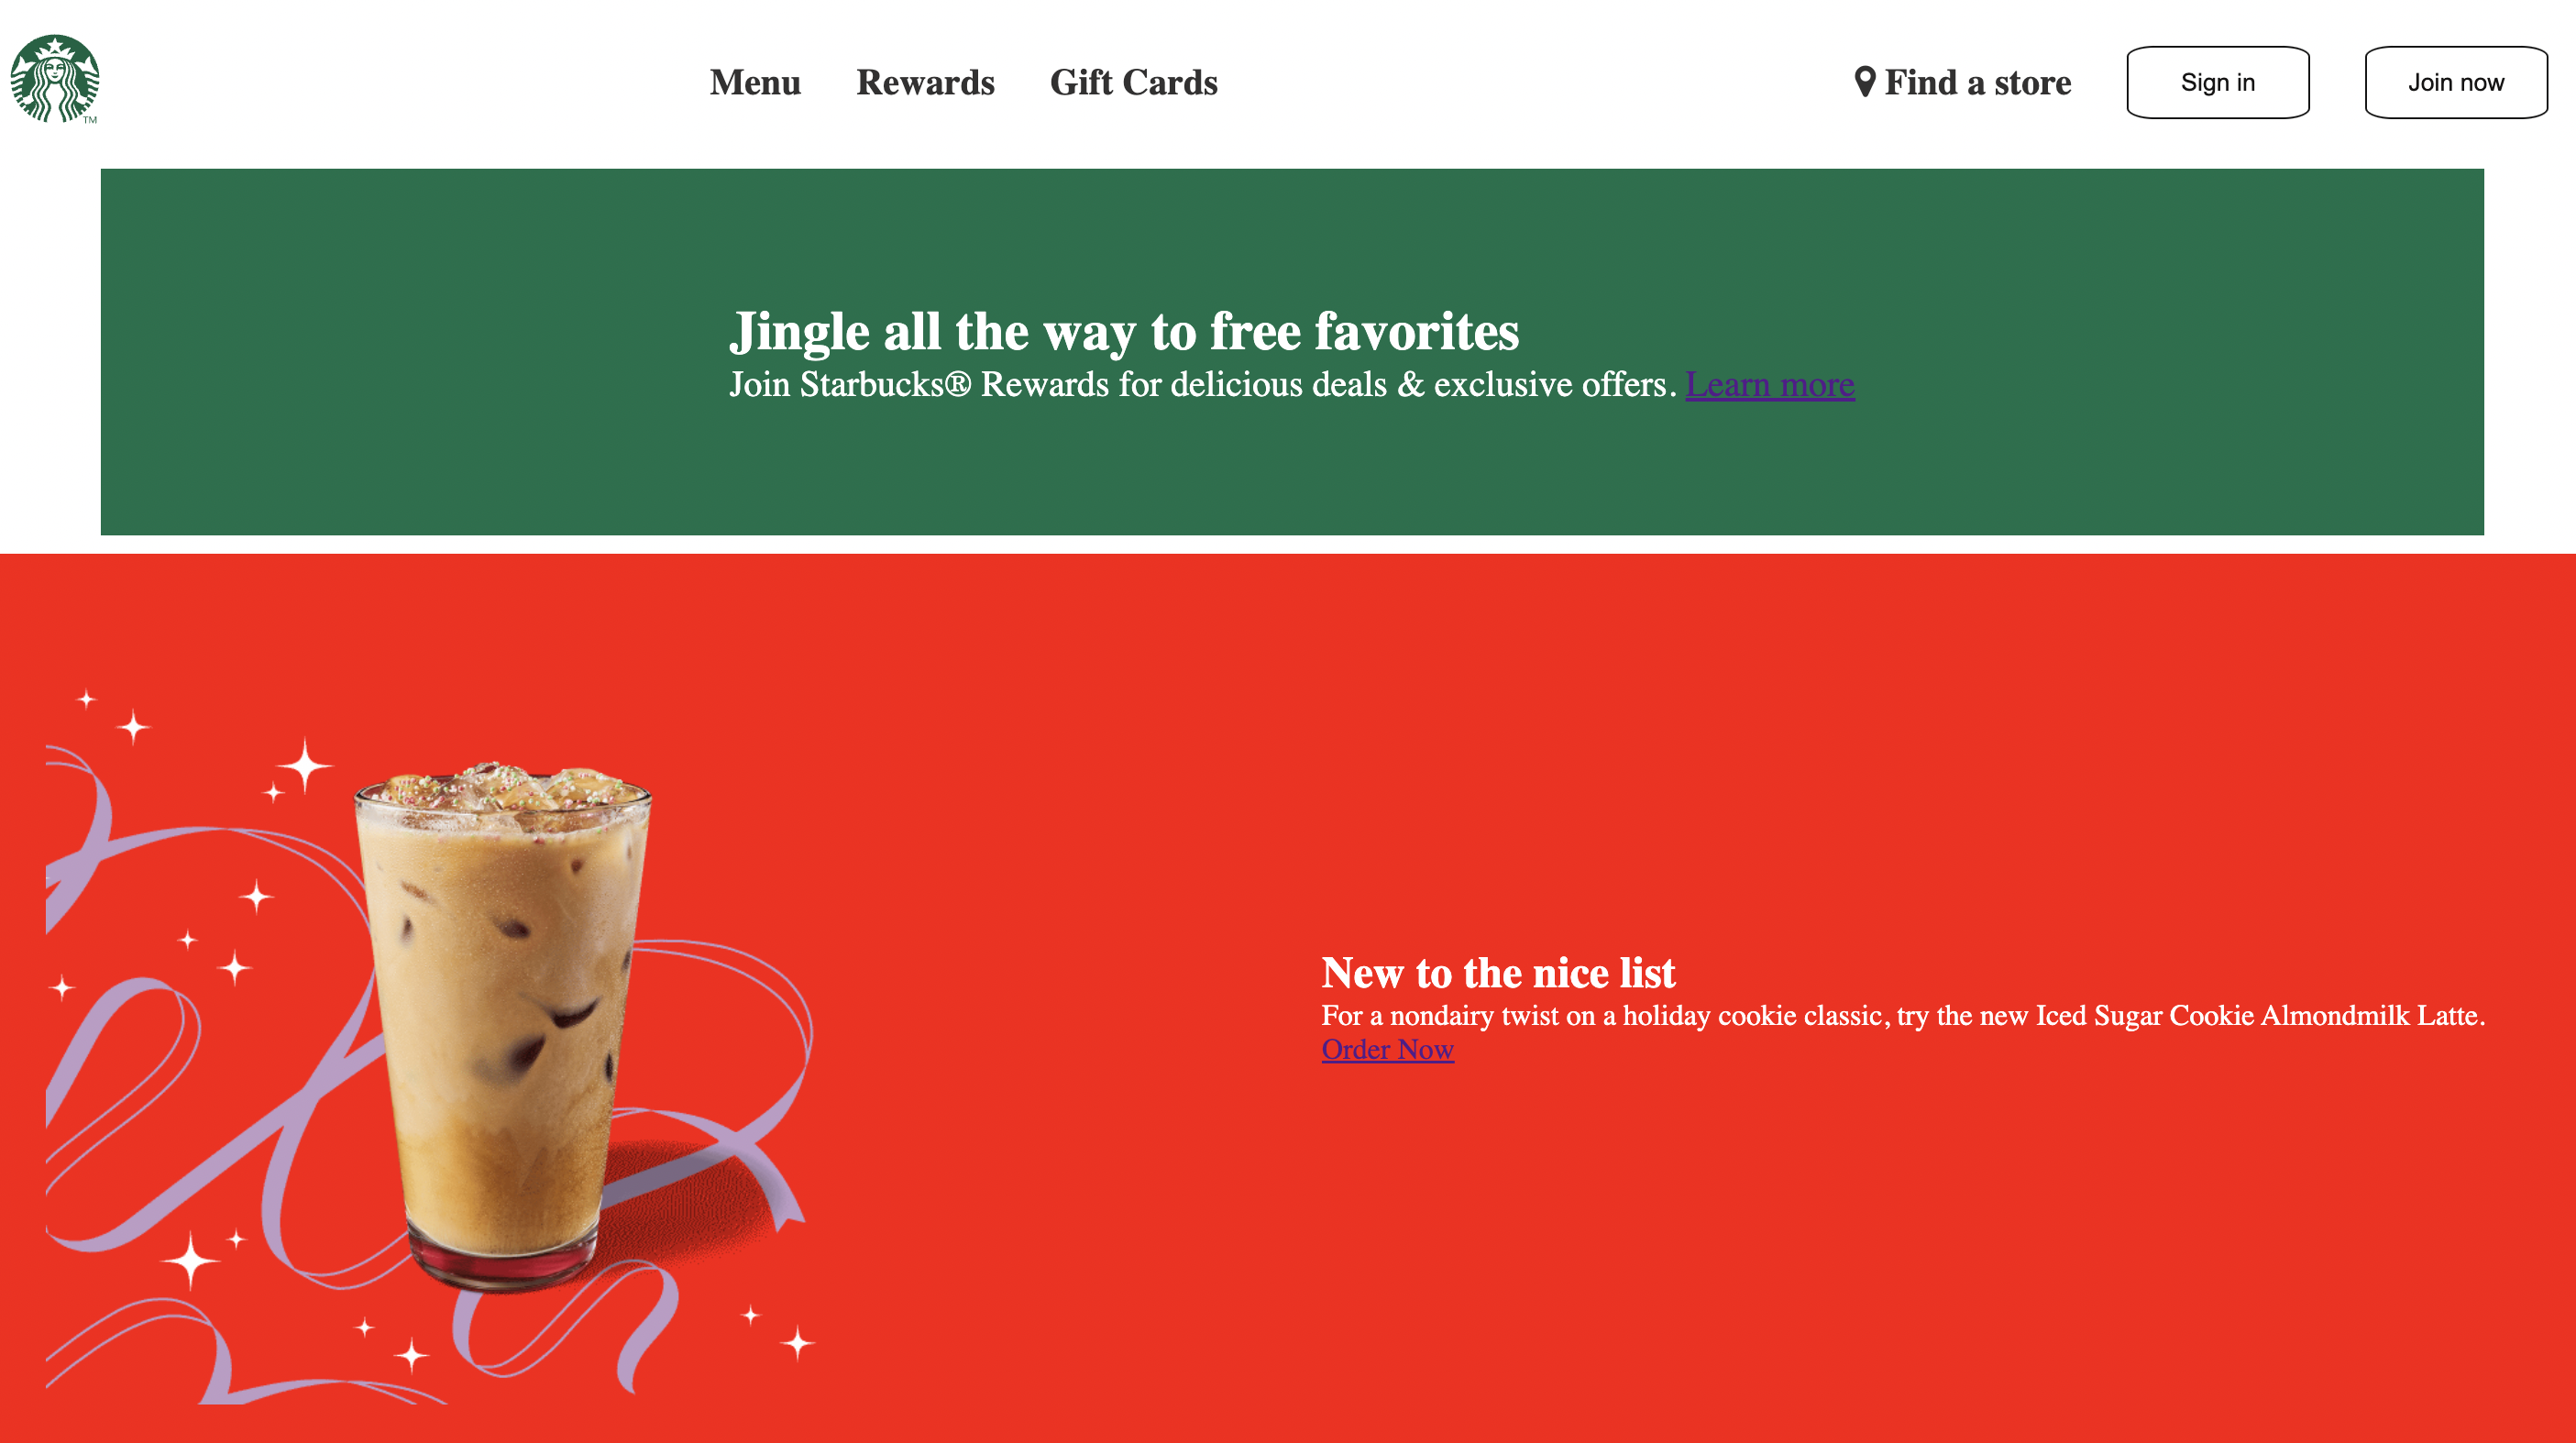 TM
Menu Rewards Gift Cards Find a store Sign in Join now
Jingle all the way to free favorites
Join Starbucks® Rewards for delicious deals & exclusive offers. Learn more
New to the nice list
For a nondairy twist on a holiday cookie classic, try the new Iced Sugar Cookie Almondmilk Latte.
Order Now